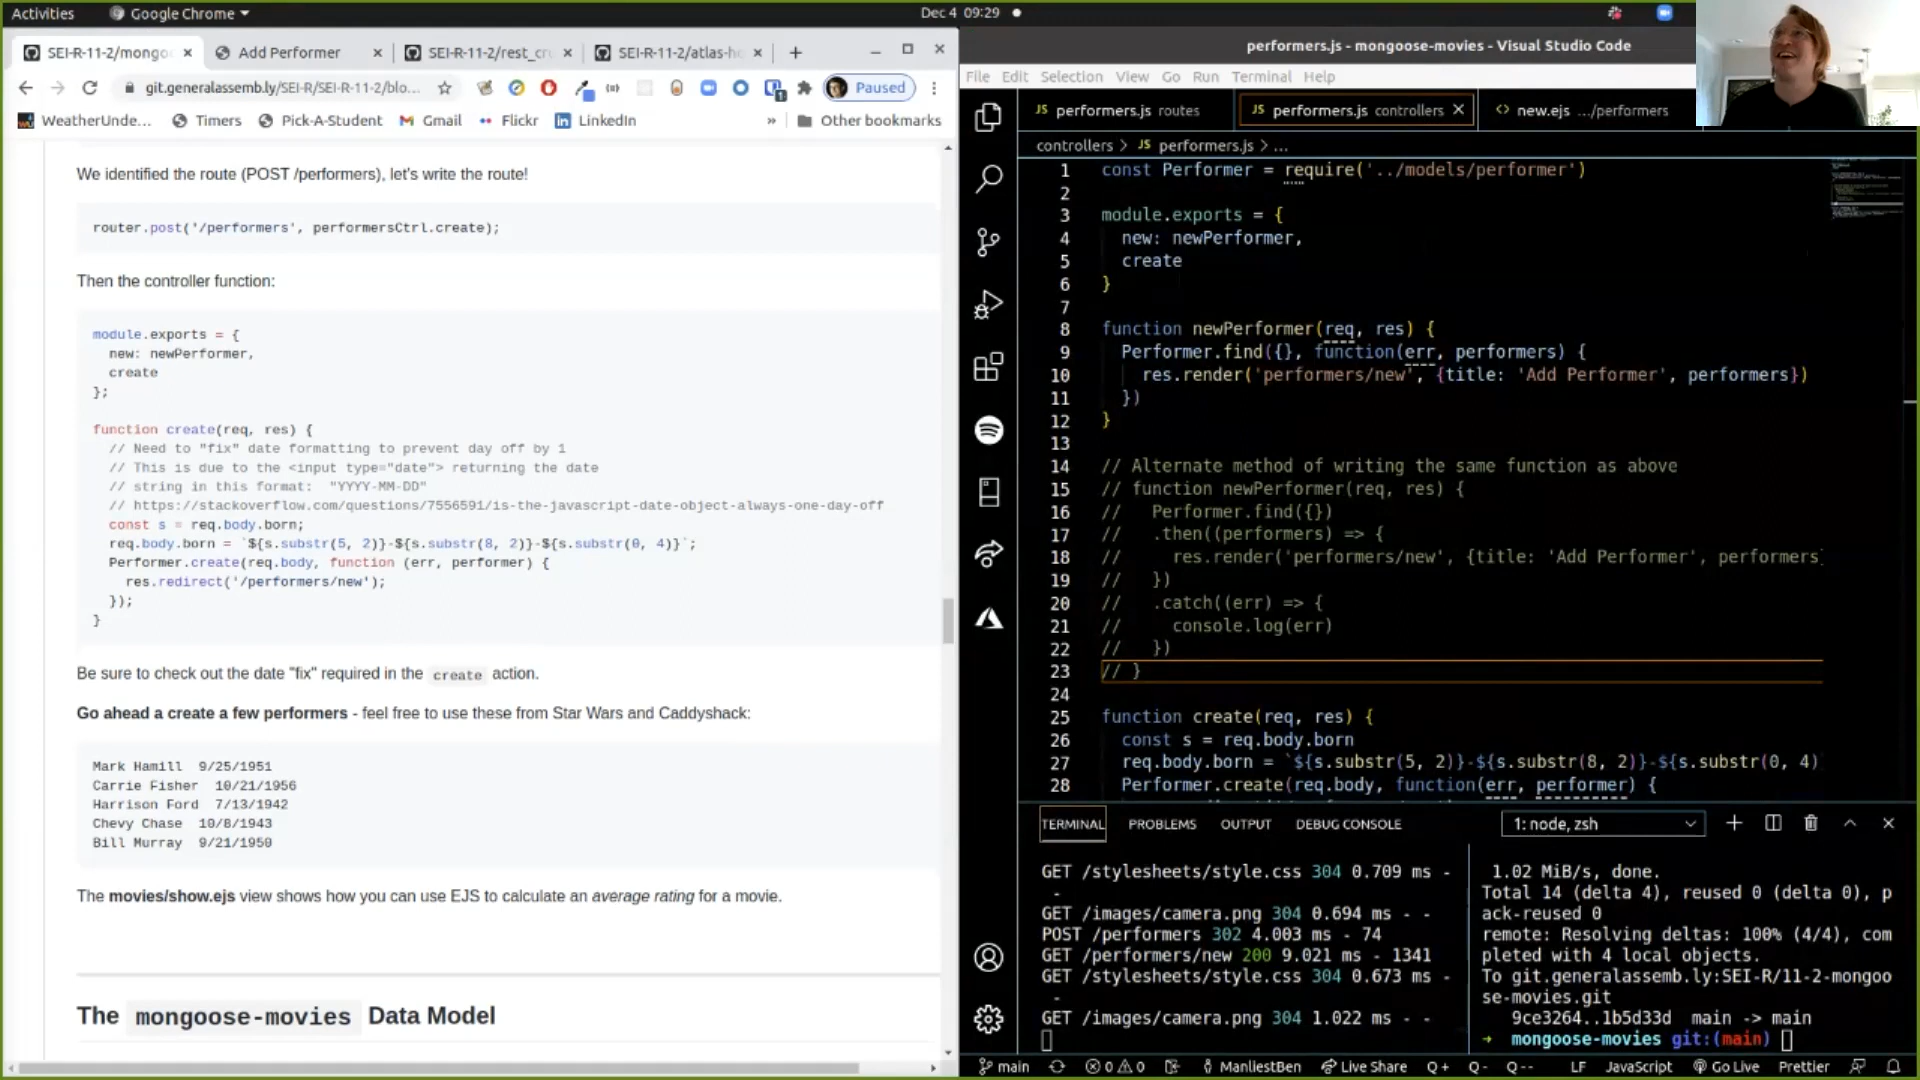 Activities
Google Chrome
Dec 4 09:29
SEI-R-11-2/mongo
Add Performer
SEI-R-11-2/rest_cr
SEI-R-11-2/atlas-h
git.generalassemb.ly/SEI-R/SEI-R-11-2/blo...
Paused
WeatherUnde...
Timers
Pick-A-Student
Gmail
Flickr
LinkedIn
»
Other bookmarks
We identified the route (POST /performers), let's write the route!
router.post('/performers', performersCtrl.create);
Then the controller function:
module.exports = {
new: newPerformer,
create
};
function create(req, res) {
// Need to "fix" date formatting to prevent day off by 1
// This is due to the <input type="date"> returning the date
// string in this format: "YYYY-MM-DD"
// https://stackoverflow.com/questions/7556591/is-the-javascript-date-object-always-one-day-off
const s = req.body.born;
req.body.born = `${s.substr(5, 2)}-${s.substr(8, 2)}-${s.substr(0, 4)}`;
Performer.create(req.body, function (err, performer) {
res.redirect('/performers/new');
});
}
Be sure to check out the date "fix" required in the create action.
Go ahead a create a few performers - feel free to use these from Star Wars and Caddyshack:
Mark Hamill 9/25/1951
Carrie Fisher 10/21/1956
Harrison Ford 7/13/1942
Chevy Chase 10/8/1943
Bill Murray 9/21/1950
The movies/show.ejs view shows how you can use EJS to calculate an average rating for a movie.
The mongoose-movies Data Model
performers.js - mongoose-movies - Visual Studio Code
File Edit Selection View Go Run Terminal Help
JS performers.js routes
JS performers.js controllers
<> new.ejs .../performers
controllers > JS performers.js > ...
1 const Performer = require('../models/performer')
2
3 module.exports = {
4 new: newPerformer,
5 create
6 }
7
8 function newPerformer(req, res) {
9 Performer.find({}, function(err, performers) {
10 res.render('performers/new', {title: 'Add Performer', performers})
11 })
12 }
13
14 // Alternate method of writing the same function as above
15 // function newPerformer(req, res) {
16 // Performer.find({})
17 // .then((performers) => {
18 // res.render('performers/new', {title: 'Add Performer', performers
19 // })
20 // .catch((err) => {
21 // console.log(err)
22 // })
23 // }
24
25 function create(req, res) {
26 const s = req.body.born
27 req.body.born = `${s.substr(5, 2)}-${s.substr(8, 2)}-${s.substr(0, 4)
28 Performer.create(req.body, function(err, performer) {
TERMINAL PROBLEMS OUTPUT DEBUG CONSOLE
1: node, zsh
GET /stylesheets/style.css 304 0.709 ms -
-
GET /images/camera.png 304 0.694 ms - -
POST /performers 302 4.003 ms - 74
GET /performers/new 200 9.021 ms - 1341
GET /stylesheets/style.css 304 0.673 ms -
-
GET /images/camera.png 304 1.022 ms - -
1.02 MiB/s, done.
Total 14 (delta 4), reused 0 (delta 0), p
ack-reused 0
remote: Resolving deltas: 100% (4/4), com
pleted with 4 local objects.
To git.generalassemb.ly:SEI-R/11-2-mongoo
se-movies.git
9ce3264..1b5d33d main -> main
→ mongoose-movies git:(main)
main
0 0
ManliestBen
Live Share
Q+
Q-
Q--
LF
JavaScript
Go Live
Prettier